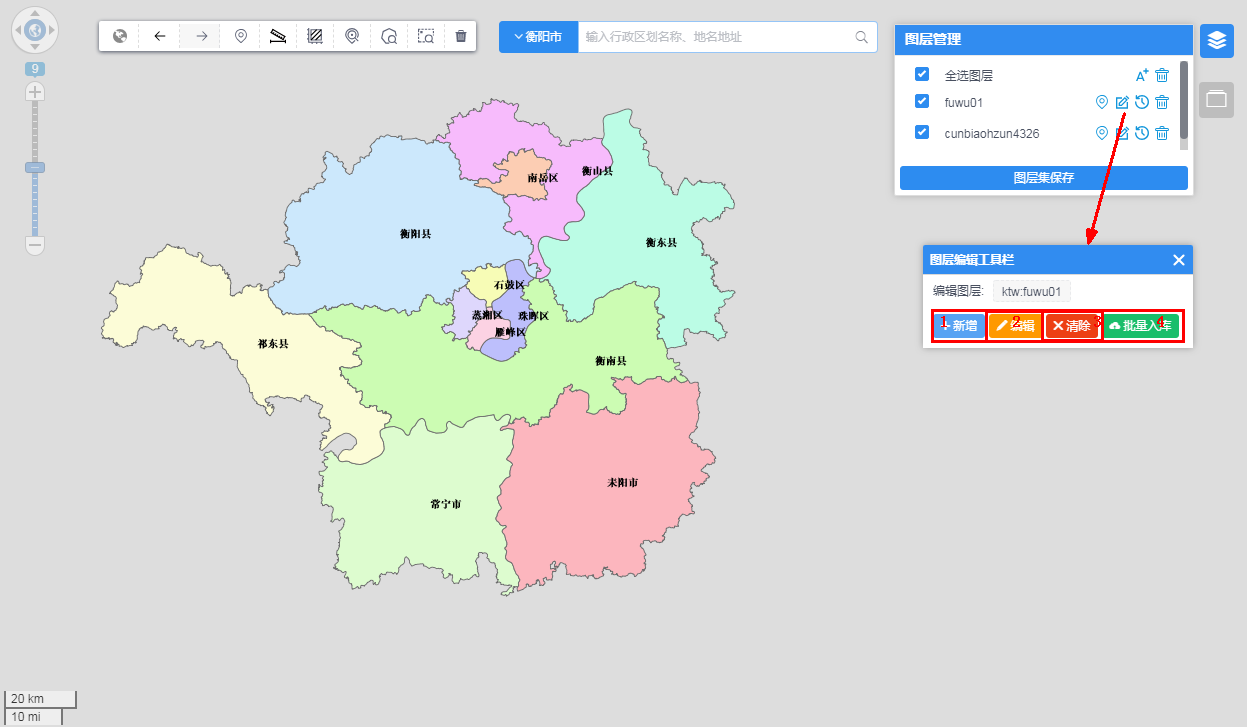 衡阳市
输入行政区划名称、地名地址
图层管理
全选图层
A+
fuwu01
cunbiaohzun4326
图层集保存
9
衡山县
南岳区
衡阳县
衡东县
石鼓区
蒸湘区
珠晖区
雁峰区
祁东县
衡南县
耒阳市
常宁市
图层编辑工具栏
编辑图层:
ktw:fuwu01
1 新增
2 编辑
清除 3
批量入库 4
20 km
10 mi